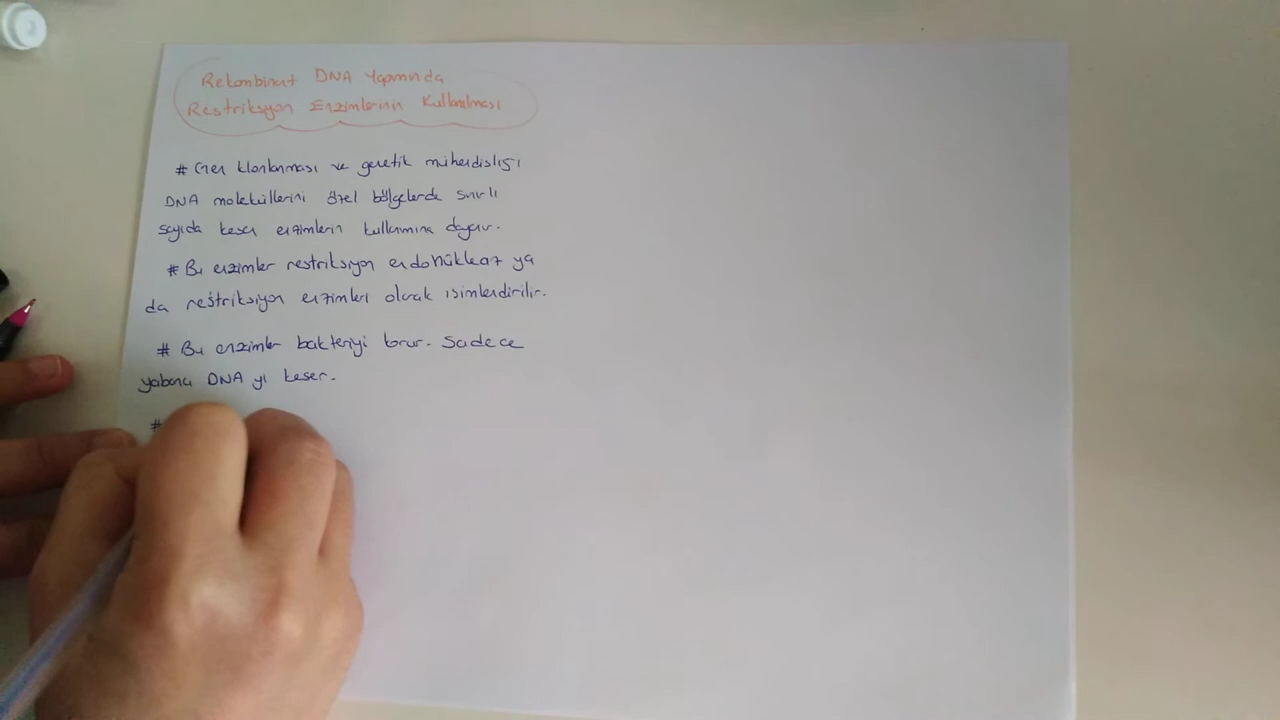 Rekombinat DNA Yapımında
Restriksiyon Enzimlerinin Kullanılması
# Gen klonlanması ve genetik mühendisliği
DNA moleküllerini özel bölgelerde sınırlı
sayıda kesen enzimlerin kullanımına dayanır.
# Bu enzimler restriksiyon endonükleaz ya
da restriksiyon enzimleri olarak isimlerdirilir.
# Bu enzimler bakteriyi korur. Sadece
yabancı DNA yı keser.
#